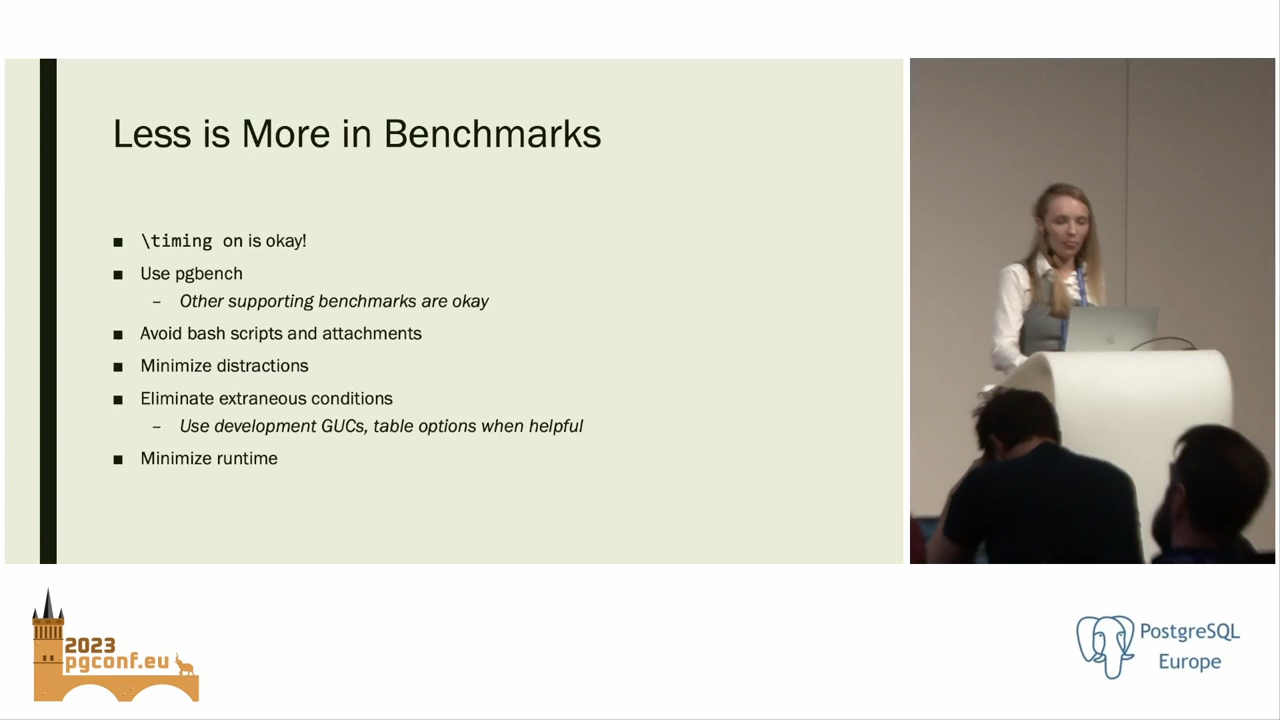 Less is More in Benchmarks
■ \timing on is okay!
■ Use pgbench
– Other supporting benchmarks are okay
■ Avoid bash scripts and attachments
■ Minimize distractions
■ Eliminate extraneous conditions
– Use development GUCs, table options when helpful
■ Minimize runtime
2023
pgconf.eu
PostgreSQL
Europe